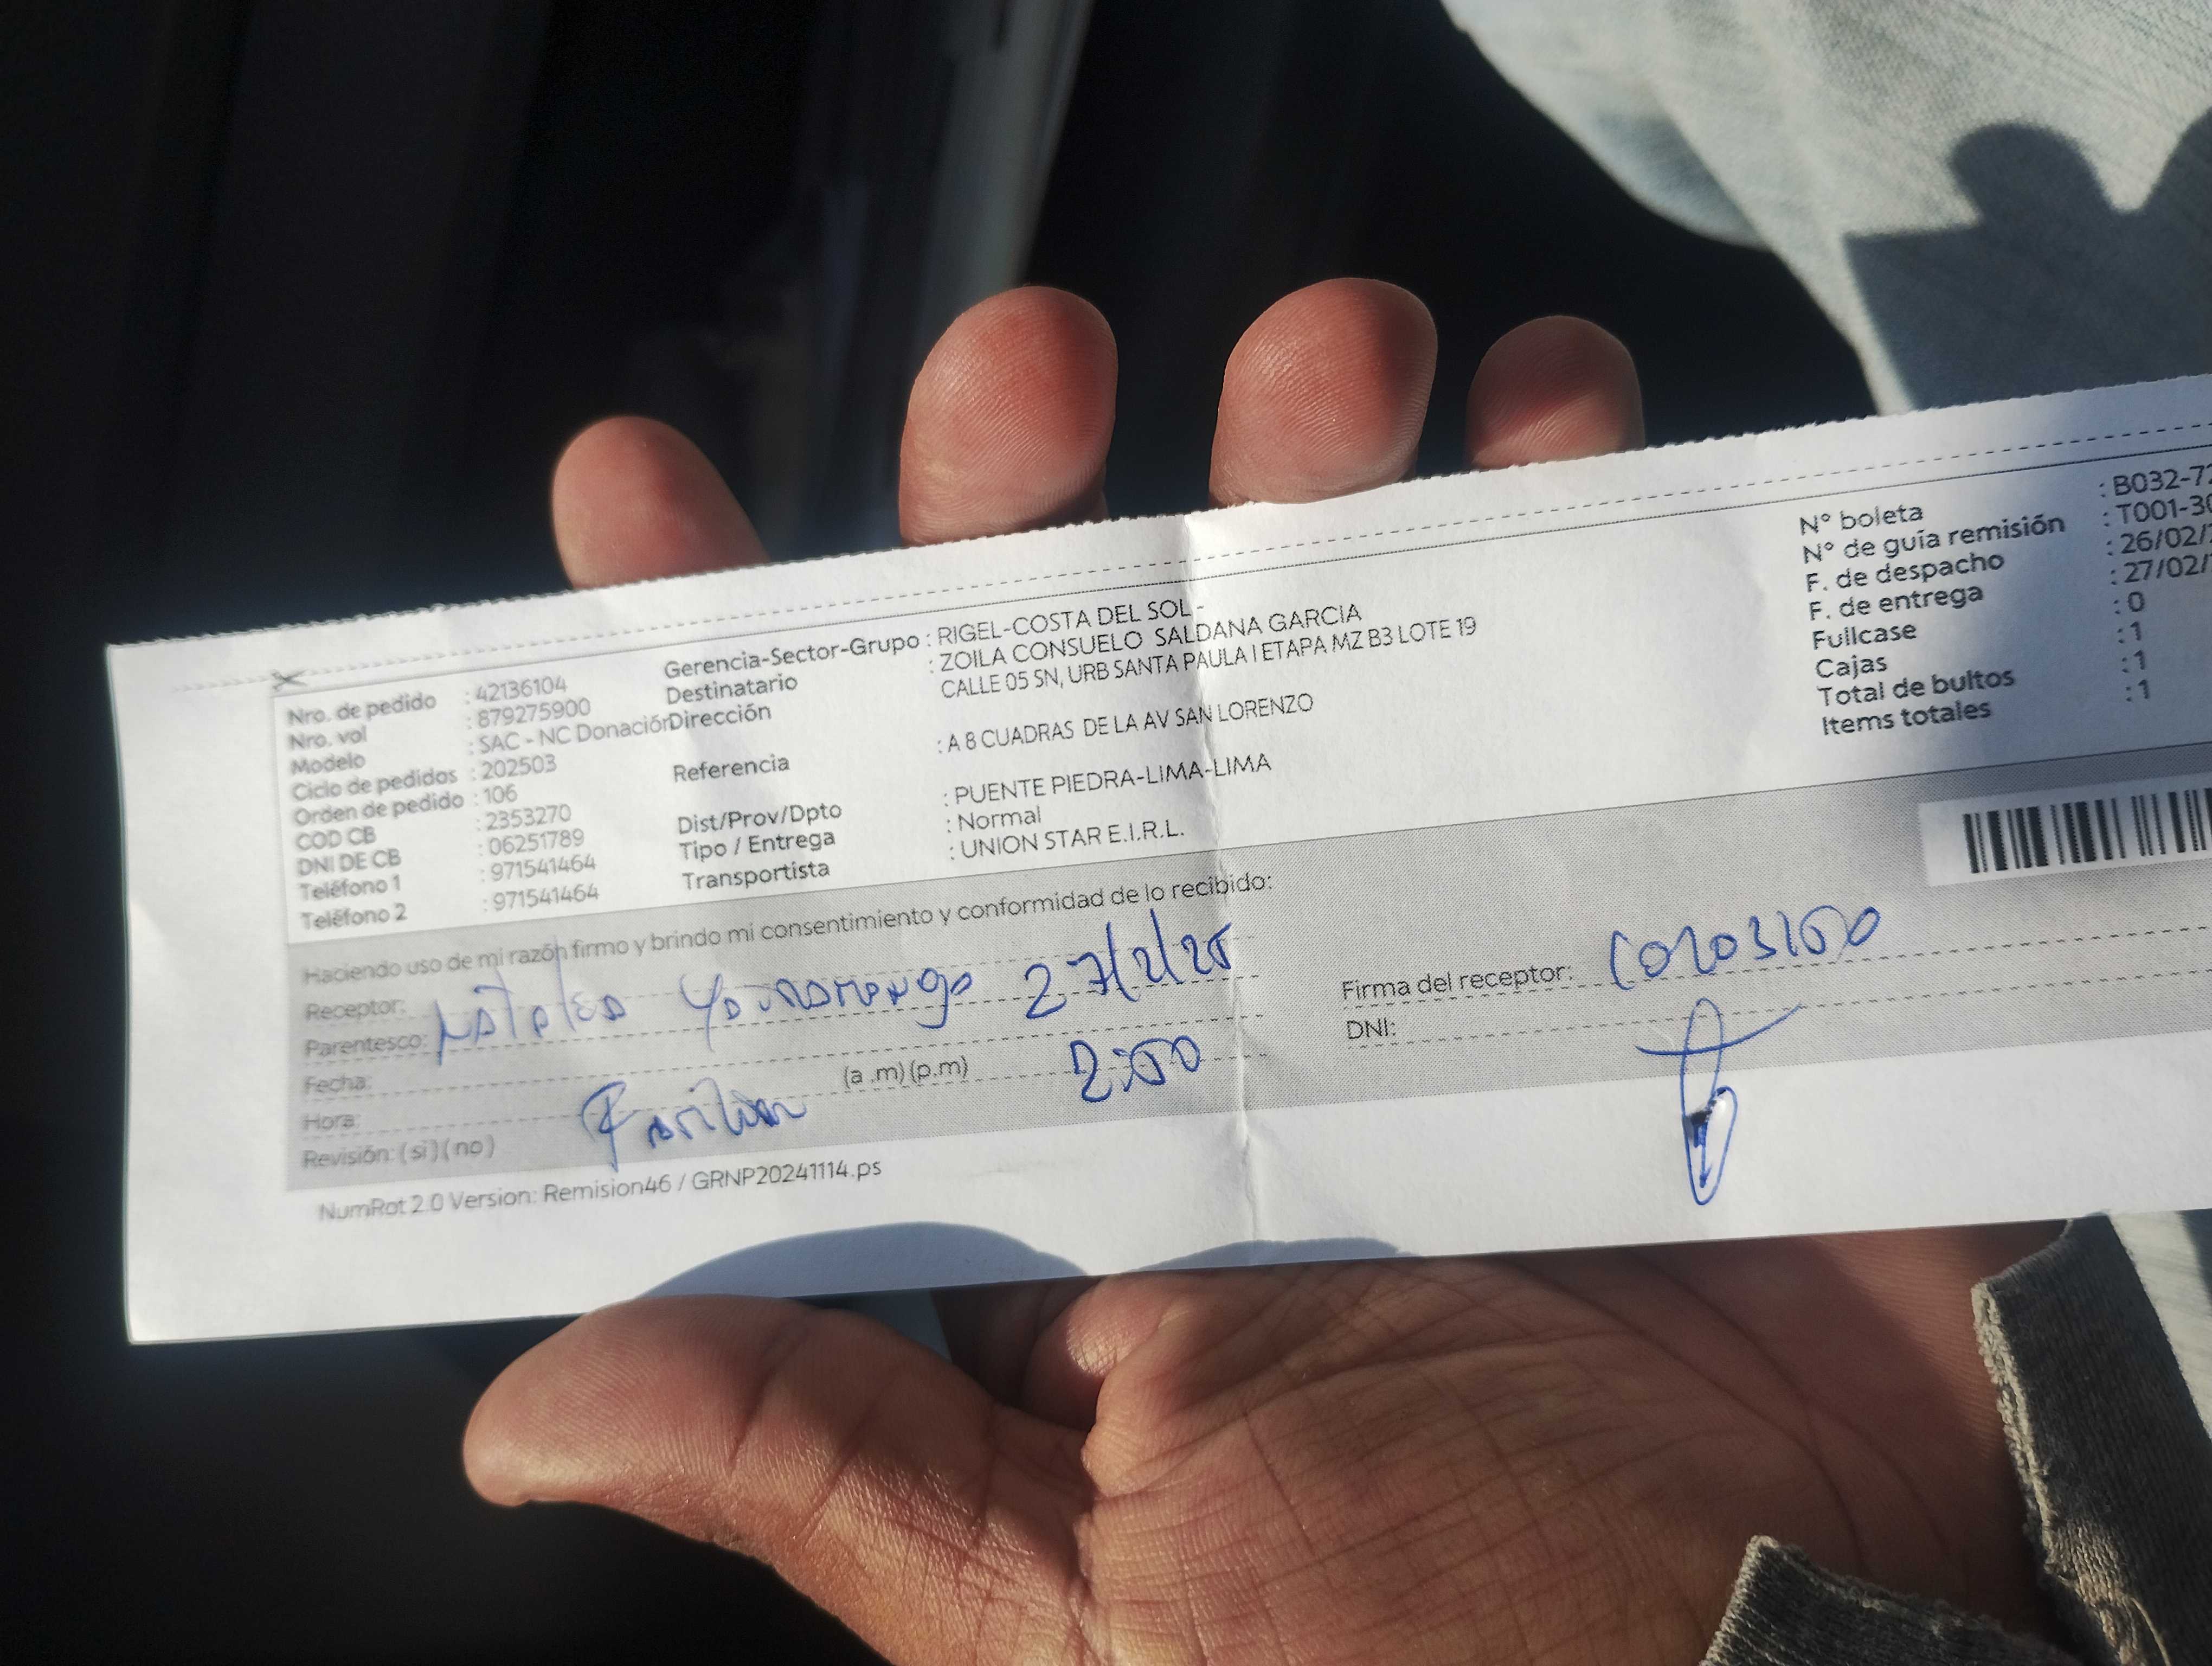 Nro. de pedido : 42136104
Nro. vol : 879275900
Modelo : SAC - NC Donación
Ciclo de pedidos : 202503
Orden de pedido : 106
COD CB : 2353270
DNI DE CB : 06251789
Teléfono 1 : 971541464
Teléfono 2 : 971541464
Gerencia-Sector-Grupo : RIGEL-COSTA DEL SOL -
Destinatario : ZOILA CONSUELO SALDANA GARCIA
Dirección CALLE 05 SN, URB SANTA PAULA I ETAPA MZ B3 LOTE 19
Referencia : A 8 CUADRAS DE LA AV SAN LORENZO
Dist/Prov/Dpto : PUENTE PIEDRA-LIMA-LIMA
Tipo / Entrega : Normal
Transportista : UNION STAR E.I.R.L.
N° boleta : B032-72
N° de guía remisión : T001-30
F. de despacho : 26/02/
F. de entrega : 27/02/
Fullcase : 0
Cajas : 1
Total de bultos : 1
Items totales : 1
Haciendo uso de mi razón firmo y brindo mi consentimiento y conformidad de lo recibido:
Receptor:
Parentesco: 27/2/25
Fecha:
Hora: (a .m) (p.m) 2:50
Revisión: ( si ) ( no )
Firma del receptor:
DNI:
NumRot 2.0 Version: Remision46 / GRNP20241114.ps